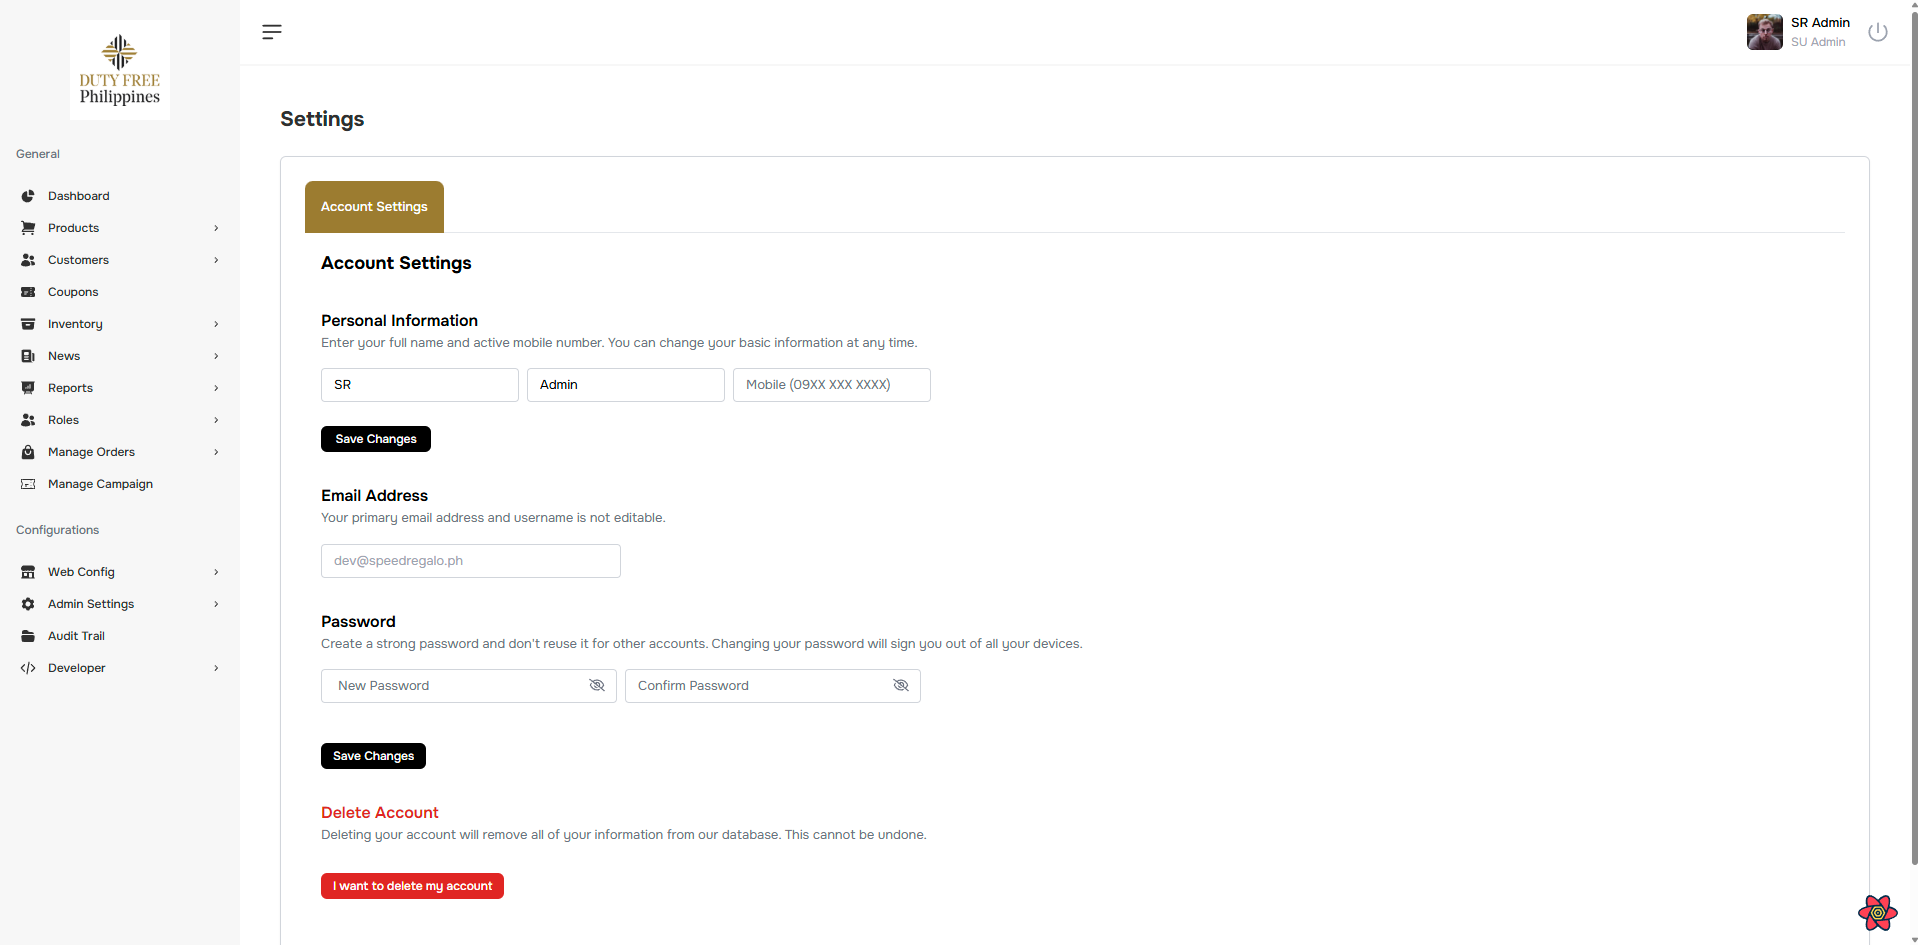 DUTY FREE
Philippines
SR Admin
SU Admin
General
Dashboard
Products
Customers
Coupons
Inventory
News
Reports
Roles
Manage Orders
Manage Campaign
Configurations
Web Config
Admin Settings
Audit Trail
Developer
Settings
Account Settings
Account Settings
Personal Information
Enter your full name and active mobile number. You can change your basic information at any time.
SR Admin Mobile (09XX XXX XXXX)
Save Changes
Email Address
Your primary email address and username is not editable.
dev@speedregalo.ph
Password
Create a strong password and don't reuse it for other accounts. Changing your password will sign you out of all your devices.
New Password Confirm Password
Save Changes
Delete Account
Deleting your account will remove all of your information from our database. This cannot be undone.
I want to delete my account